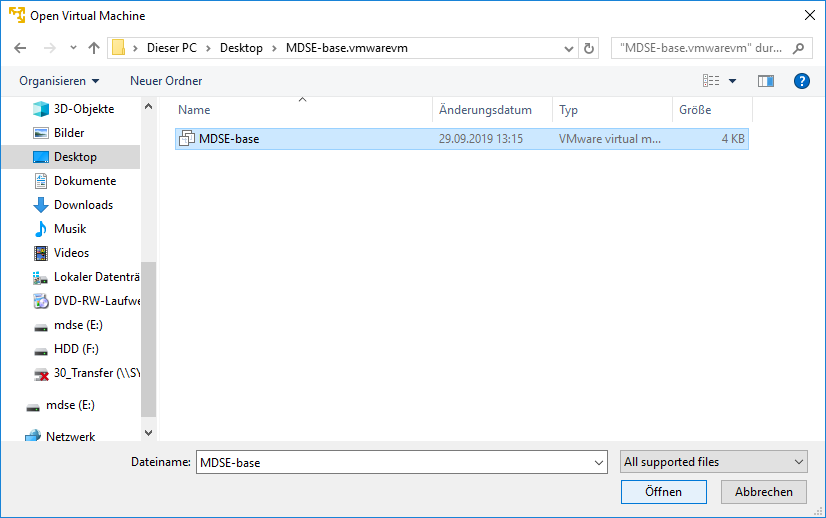 Open Virtual Machine
Dieser PC > Desktop > MDSE-base.vmwarevm
"MDSE-base.vmwarevm" dur...
Organisieren
Neuer Ordner
Name
Änderungsdatum
Typ
Größe
3D-Objekte
Bilder
Desktop
Dokumente
Downloads
Musik
Videos
Lokaler Datenträ
DVD-RW-Laufwe
mdse (E:)
HDD (F:)
30_Transfer (\\SY
mdse (E:)
Netzwerk
MDSE-base
29.09.2019 13:15
VMware virtual m...
4 KB
Dateiname:
MDSE-base
All supported files
Öffnen
Abbrechen